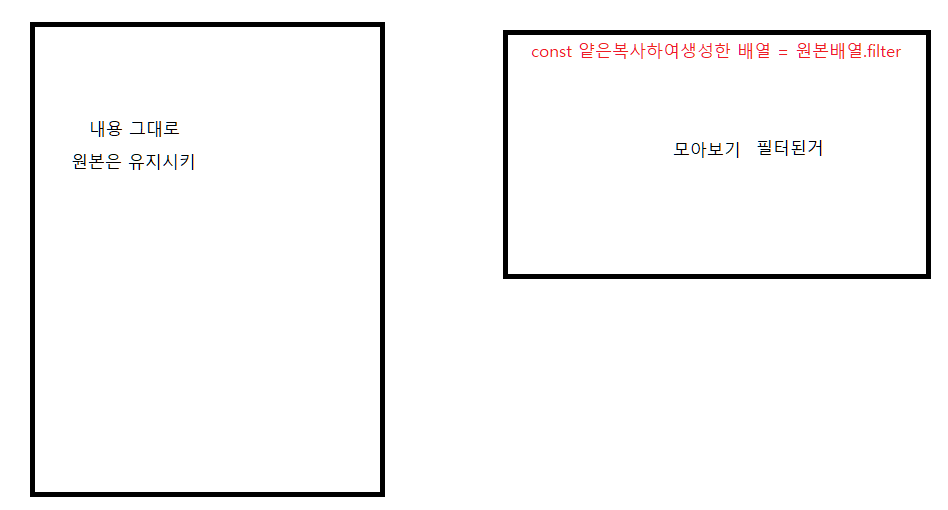 내용 그대로
원본은 유지시키
const 얕은복사하여생성한 배열 = 원본배열.filter
모아보기 필터된거